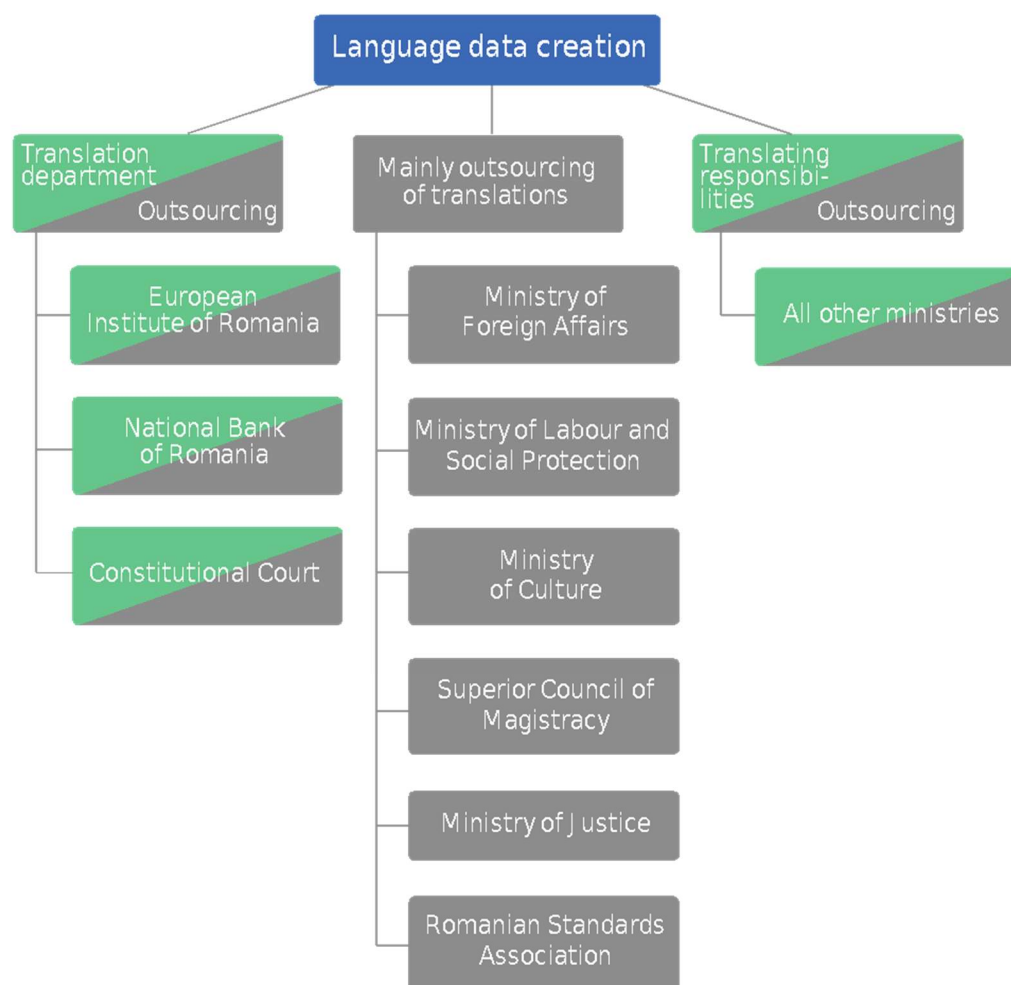 Language data creation
Translation
department
Outsourcing
European
Institute of Romania
National Bank
of Romania
Constitutional Court
Mainly outsourcing
of translations
Ministry of
Foreign Affairs
Ministry of Labour and
Social Protection
Ministry
of Culture
Superior Council of
Magistracy
Ministry of Justice
Romanian Standards
Association
Translating
responsibi-
lities
Outsourcing
All other ministries